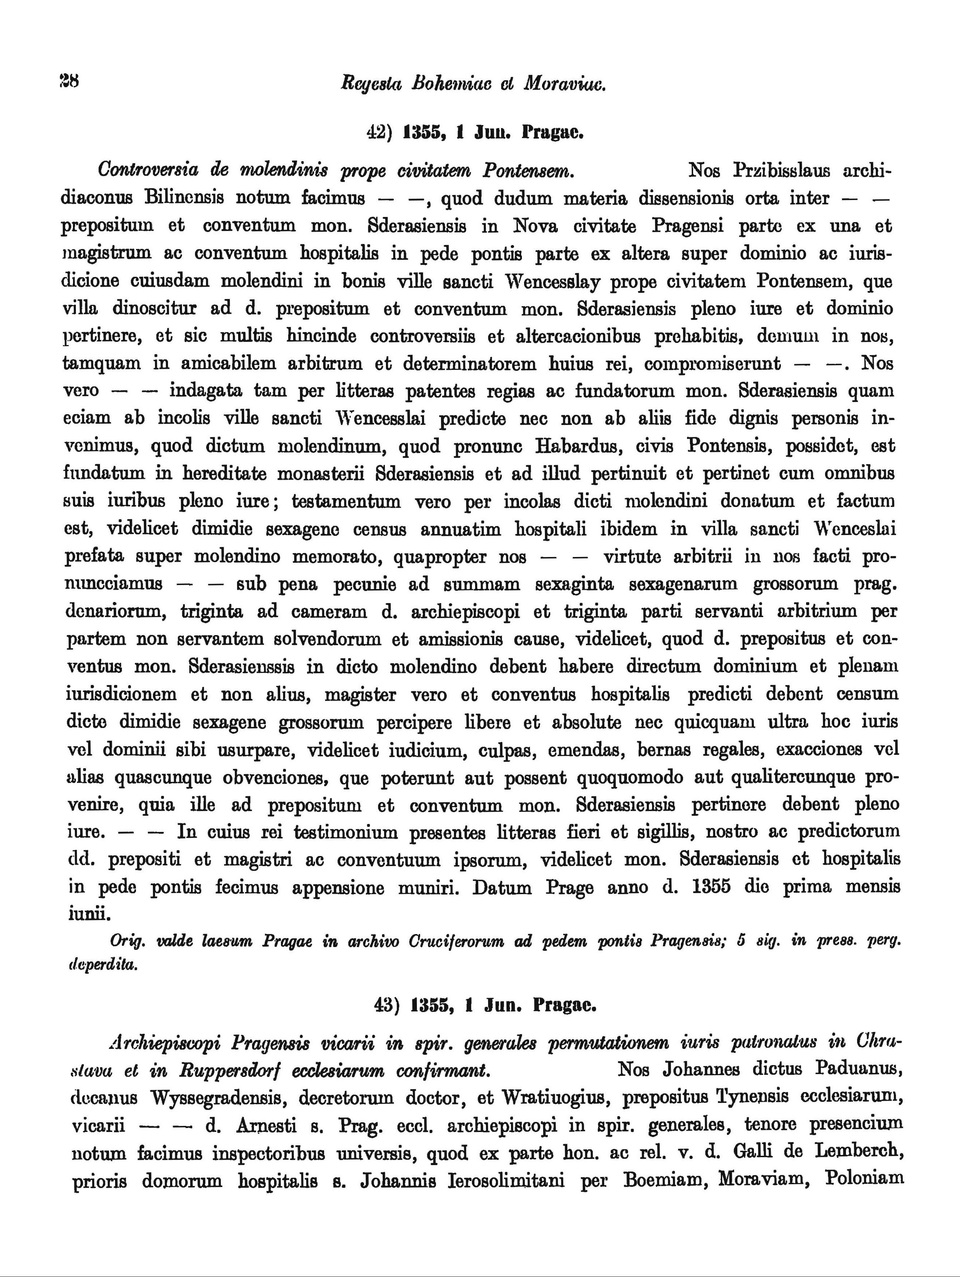 28
Regesta Bohemiae et Moraviae.
42) 1355, 1 Jun. Pragae.
Controversia de molendinis prope civitatem Pontensem. Nos Przibisslaus archi-
diaconus Bilinensis notum facimus — —, quod dudum materia dissensionis orta inter — —
prepositum et conventum mon. Sderasiensis in Nova civitate Pragensi parte ex una et
magistrum ac conventum hospitalis in pede pontis parte ex altera super dominio ac iuris-
dicione cuiusdam molendini in bonis ville sancti Wencesslay prope civitatem Pontensem, que
villa dinoscitur ad d. prepositum et conventum mon. Sderasiensis pleno iure et dominio
pertinere, et sic multis hincinde controversiis et altercacionibus prehabitis, demum in nos,
tamquam in amicabilem arbitrum et determinatorem huius rei, compromiserunt — —. Nos
vero — — indagata tam per litteras patentes regias ac fundatorum mon. Sderasiensis quam
eciam ab incolis ville sancti Wencesslai predicte nec non ab aliis fide dignis personis in-
venimus, quod dictum molendinum, quod pronunc Habardus, civis Pontensis, possidet, est
fundatum in hereditate monasterii Sderasiensis et ad illud pertinuit et pertinet cum omnibus
suis iuribus pleno iure; testamentum vero per incolas dicti molendini donatum et factum
est, videlicet dimidie sexagene census annuatim hospitali ibidem in villa sancti Wenceslai
prefata super molendino memorato, quapropter nos — — virtute arbitrii in nos facti pro-
nuncciamus — — sub pena pecunie ad summam sexaginta sexagenarum grossorum prag.
denariorum, triginta ad cameram d. archiepiscopi et triginta parti servanti arbitrium per
partem non servantem solvendorum et amissionis cause, videlicet, quod d. prepositus et con-
ventus mon. Sderasienssis in dicto molendino debent habere directum dominium et plenam
iurisdicionem et non alius, magister vero et conventus hospitalis predicti debent censum
dicte dimidie sexagene grossorum percipere libere et absolute nec quicquam ultra hoc iuris
vel dominii sibi usurpare, videlicet iudicium, culpas, emendas, bernas regales, exacciones vel
alias quascunque obvenciones, que poterunt aut possent quoquomodo aut qualitercunque pro-
venire, quia ille ad prepositum et conventum mon. Sderasiensis pertinere debent pleno
iure. — — In cuius rei testimonium presentes litteras fieri et sigillis, nostro ac predictorum
dd. prepositi et magistri ac conventuum ipsorum, videlicet mon. Sderasiensis et hospitalis
in pede pontis fecimus appensione muniri. Datum Prage anno d. 1355 die prima mensis
iunii.
Orig. valde laesum Pragae in archivo Cruciferorum ad pedem pontis Pragensis; 5 sig. in press. perg.
deperdita.
43) 1355, 1 Jun. Pragae.
Archiepiscopi Pragensis vicarii in spir. generales permutationem iuris patronatus in Chra-
stava et in Ruppersdorf ecclesiarum confirmant. Nos Johannes dictus Paduanus,
decanus Wyssegradensis, decretorum doctor, et Wratiuogius, prepositus Tynensis ecclesiarum,
vicarii — — d. Arnesti s. Prag. eccl. archiepiscopi in spir. generales, tenore presencium
notum facimus inspectoribus universis, quod ex parte hon. ac rel. v. d. Galli de Lemberch,
prioris domorum hospitalis s. Johannis Ierosolimitani per Boemiam, Moraviam, Poloniam